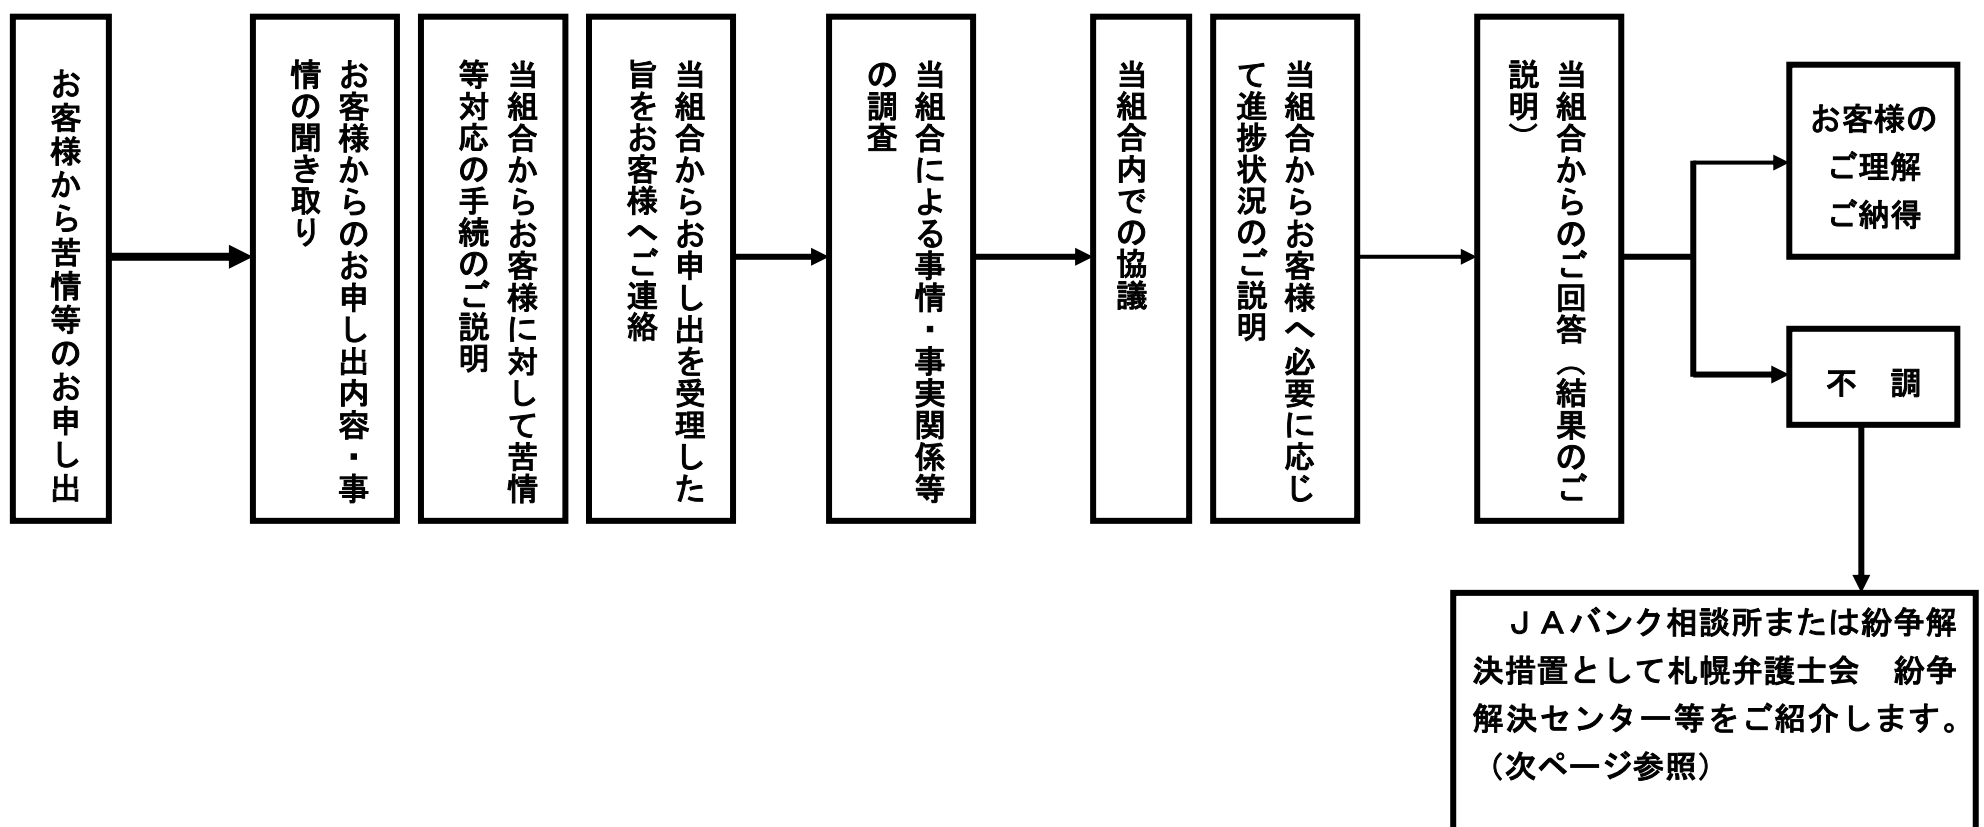 お客様から苦情等のお申し出
お客様からのお申し出内容・事
情の聞き取り
当組合からお客様に対して苦情
等対応の手続のご説明
当組合からお申し出を受理した
旨をお客様へご連絡
当組合による事情・事実関係等
の調査
当組合内での協議
当組合からお客様へ必要に応じ
て進捗状況のご説明
当組合からのご回答（結果のご
説明）
お客様の
ご理解
ご納得
不　調
ＪＡバンク相談所または紛争解
決措置として札幌弁護士会　紛争
解決センター等をご紹介します。
（次ページ参照）